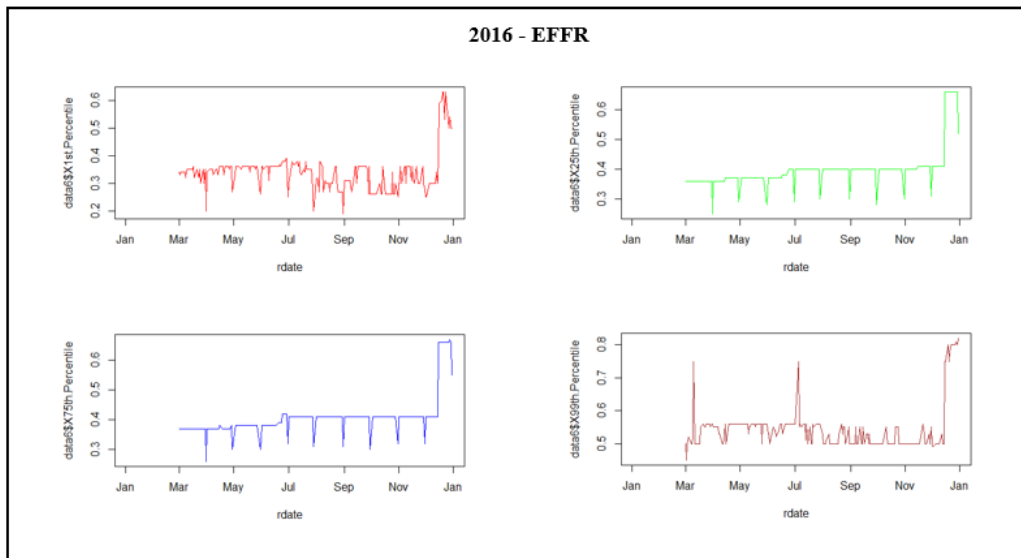 2016 - EFFR
data6$X1st.Percentile
0.2 0.3 0.4 0.5 0.6
Jan Mar May Jul Sep Nov Jan
rdate
data6$X25th.Percentile
0.3 0.4 0.5 0.6
Jan Mar May Jul Sep Nov Jan
rdate
data6$X75th.Percentile
0.3 0.4 0.5 0.6
Jan Mar May Jul Sep Nov Jan
rdate
data6$X99th.Percentile
0.5 0.6 0.7 0.8
Jan Mar May Jul Sep Nov Jan
rdate